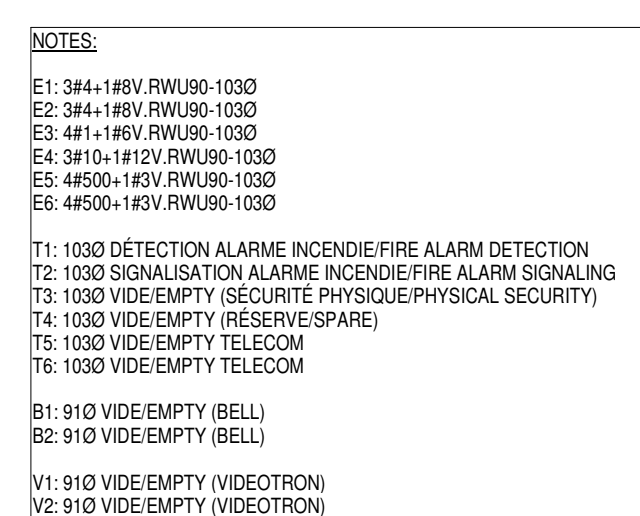 NOTES:
E1: 3#4+1#8V.RWU90-103Ø
E2: 3#4+1#8V.RWU90-103Ø
E3: 4#1+1#6V.RWU90-103Ø
E4: 3#10+1#12V.RWU90-103Ø
E5: 4#500+1#3V.RWU90-103Ø
E6: 4#500+1#3V.RWU90-103Ø
T1: 103Ø DÉTECTION ALARME INCENDIE/FIRE ALARM DETECTION
T2: 103Ø SIGNALISATION ALARME INCENDIE/FIRE ALARM SIGNALING
T3: 103Ø VIDE/EMPTY (SÉCURITÉ PHYSIQUE/PHYSICAL SECURITY)
T4: 103Ø VIDE/EMPTY (RÉSERVE/SPARE)
T5: 103Ø VIDE/EMPTY TELECOM
T6: 103Ø VIDE/EMPTY TELECOM
B1: 91Ø VIDE/EMPTY (BELL)
B2: 91Ø VIDE/EMPTY (BELL)
V1: 91Ø VIDE/EMPTY (VIDEOTRON)
V2: 91Ø VIDE/EMPTY (VIDEOTRON)